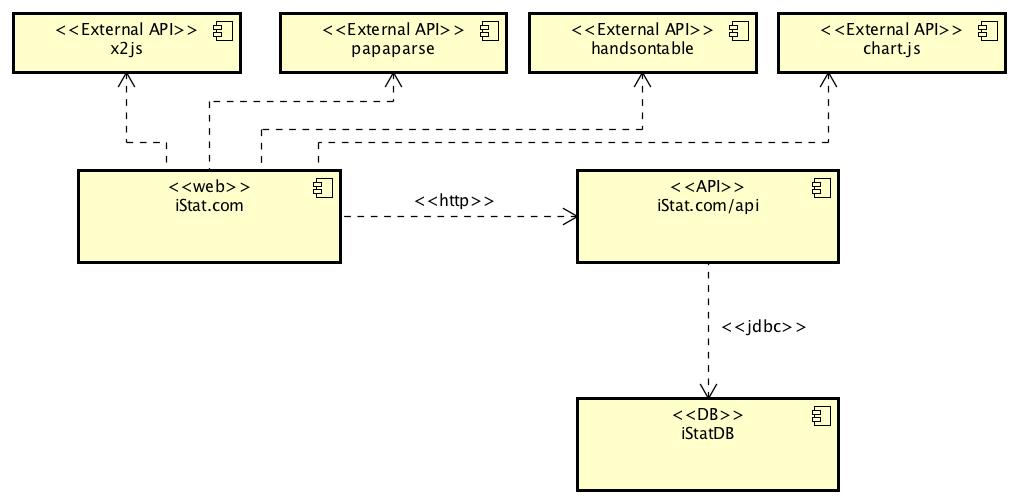 <<External API>>
x2js
<<External API>>
papaparse
<<External API>>
handsontable
<<External API>>
chart.js
<<web>>
iStat.com
<<http>>
<<API>>
iStat.com/api
<<jdbc>>
<<DB>>
iStatDB